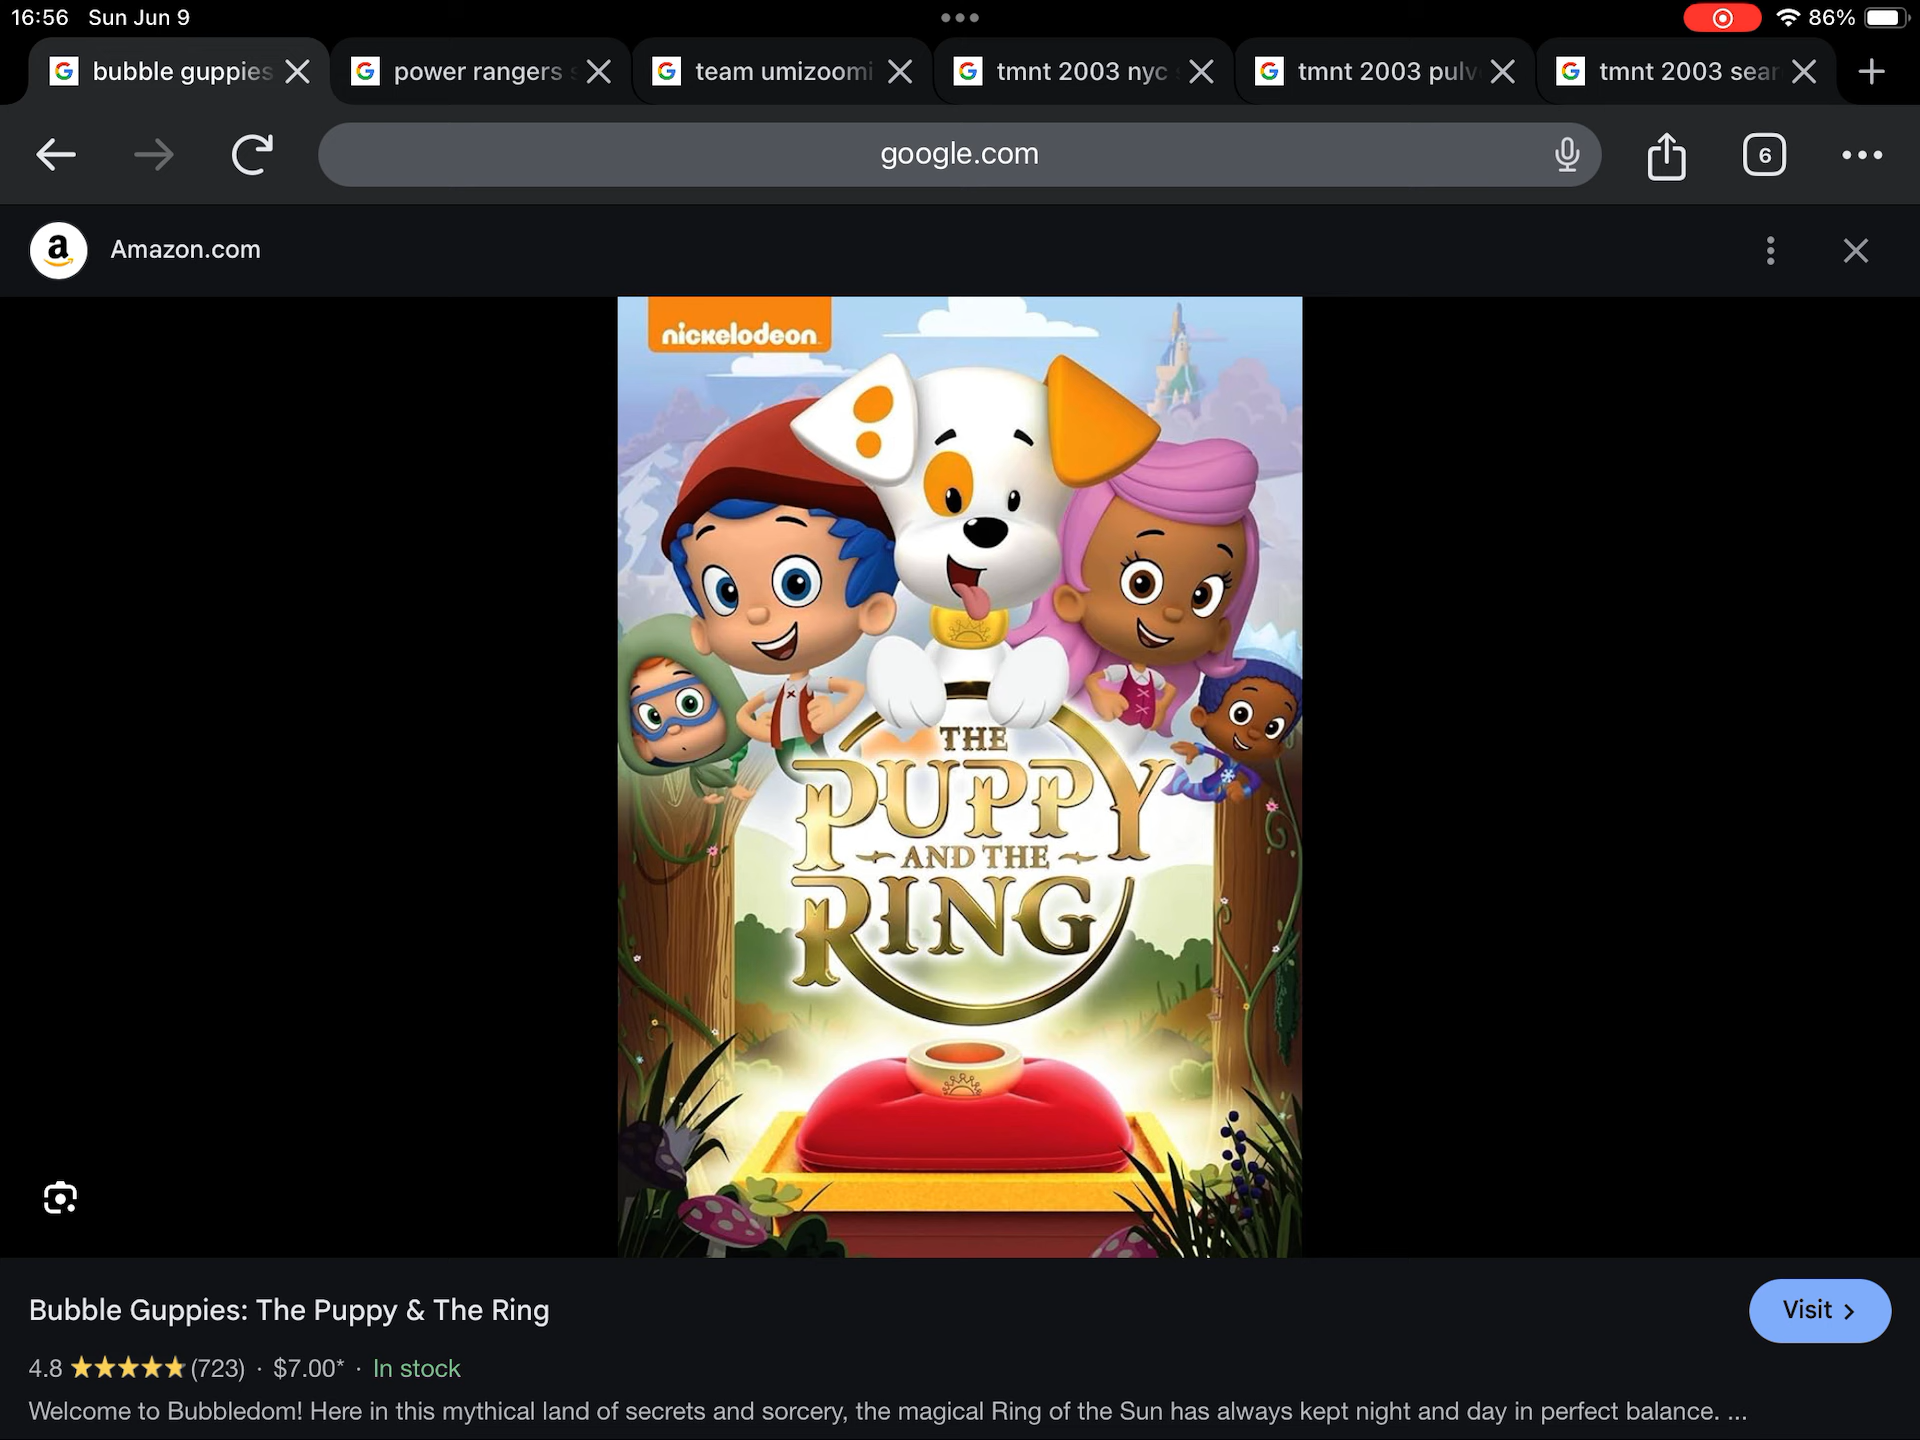 16:56 Sun Jun 9
86%
bubble guppies
power rangers
team umizoomi
tmnt 2003 nyc
tmnt 2003 pulv
tmnt 2003 sear
google.com
6
Amazon.com
nickelodeon
THE
PUPPY
AND THE
RING
Bubble Guppies: The Puppy & The Ring
Visit
4.8 (723) · $7.00* · In stock
Welcome to Bubbledom! Here in this mythical land of secrets and sorcery, the magical Ring of the Sun has always kept night and day in perfect balance. ...